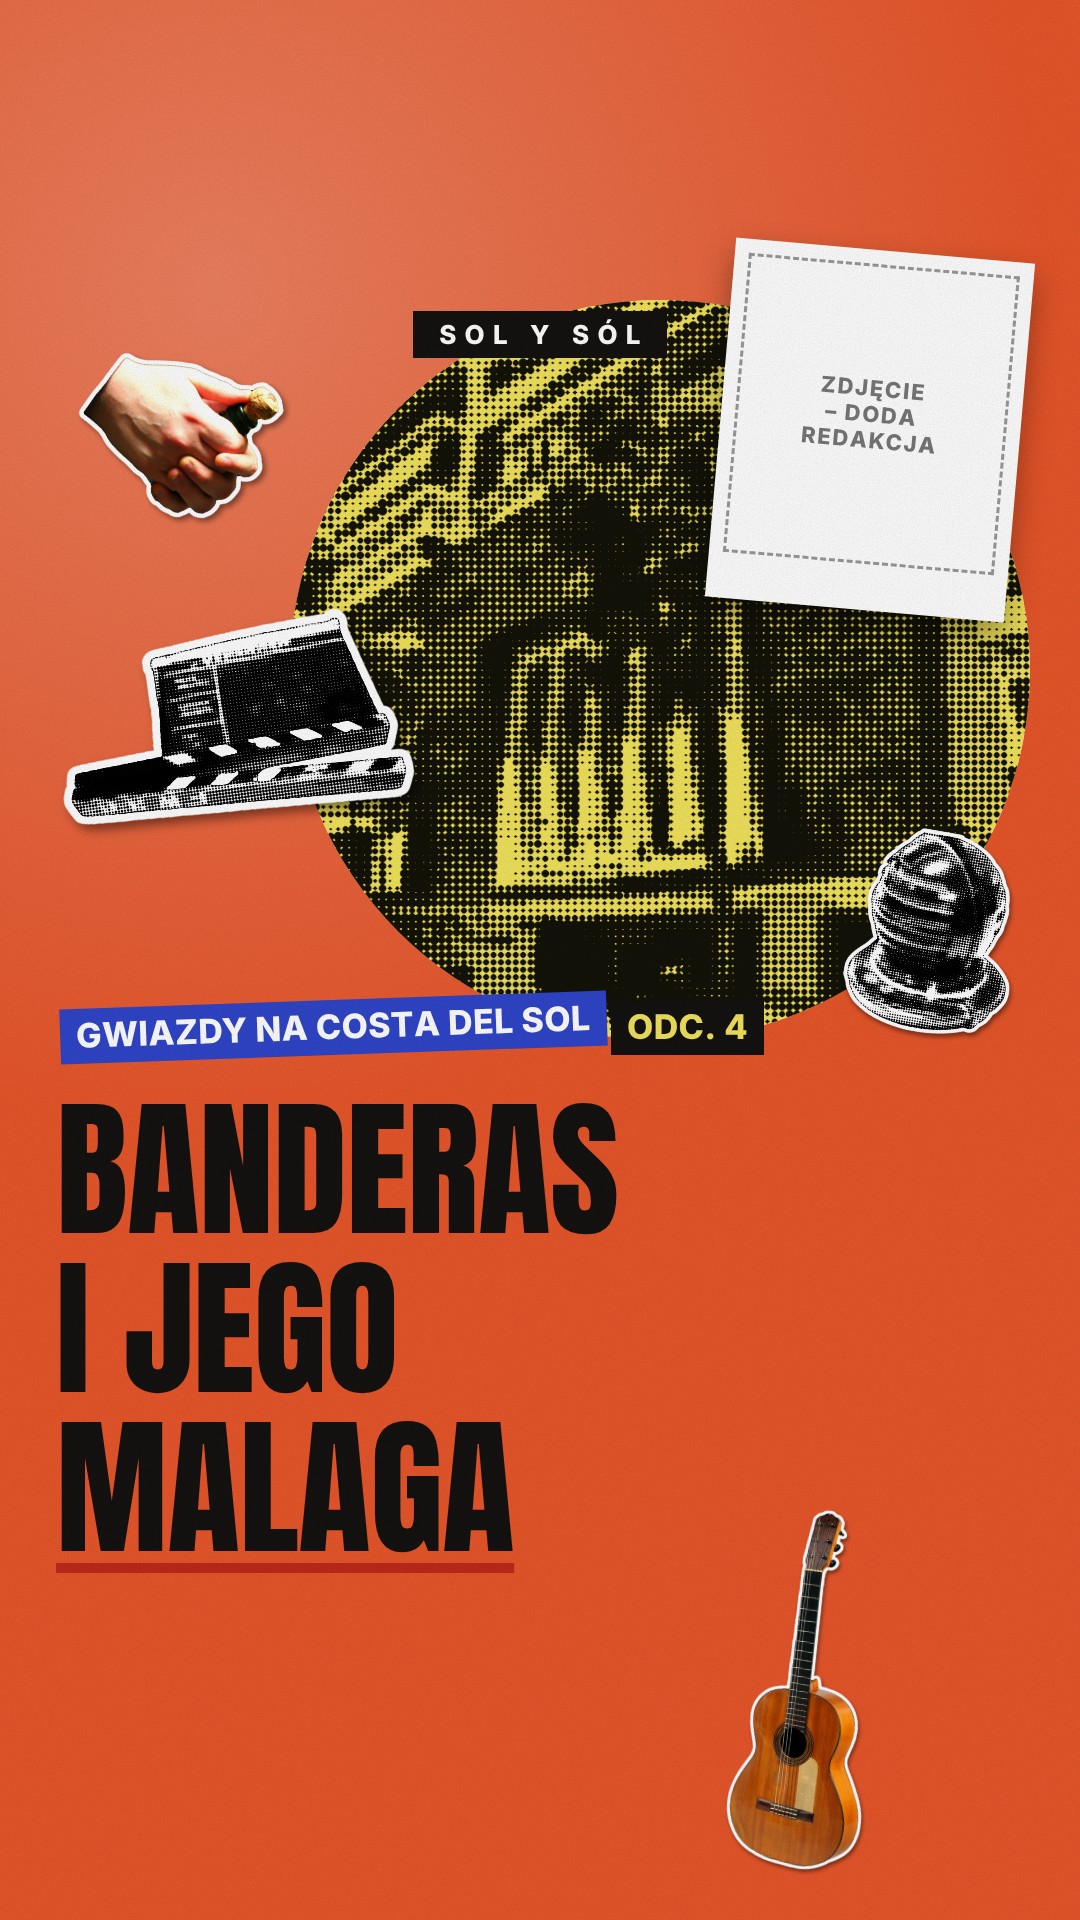 SOL Y SÓL
ZDJĘCIE
– DODA
REDAKCJA
GWIAZDY NA COSTA DEL SOL
ODC. 4
BANDERAS
I JEGO
MALAGA